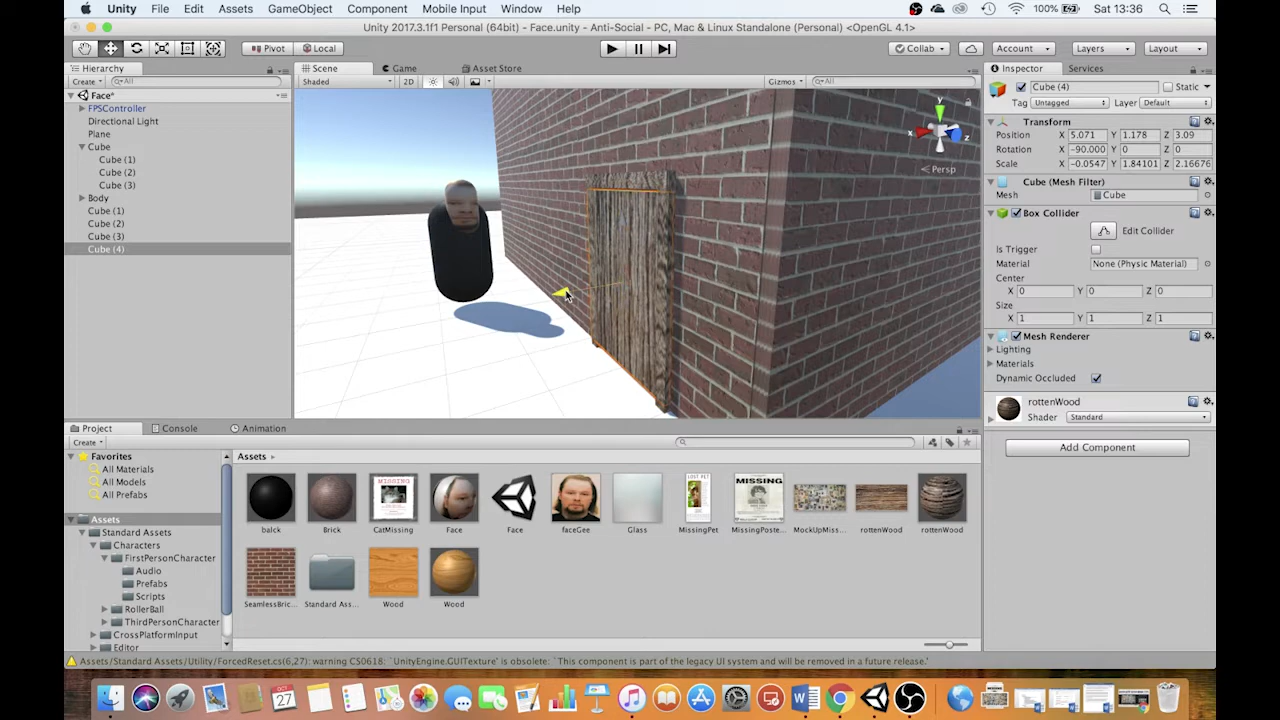 Unity File Edit Assets GameObject Component Mobile Input Window Help 100% Sat 13:36
Unity 2017.3.1f1 Personal (64bit) - Face.unity - Anti-Social - PC, Mac & Linux Standalone (Personal) <OpenGL 4.1>
Pivot Local Collab Account Layers Layout
Hierarchy Scene Game Asset Store Inspector Services
Create All Shaded 2D Gizmos All Cube (4) Static
Face* Tag Untagged Layer Default
FPSController
Directional Light Transform
Plane Position X 5.071 Y 1.178 Z 3.09
Cube Rotation X -90.000 Y 0 Z 0
Cube (1) Scale X -0.0547 Y 1.84101 Z 2.16676
Cube (2)
Cube (3) Cube (Mesh Filter)
Body Mesh Cube
Cube (1) Box Collider
Cube (2) Edit Collider
Cube (3) Is Trigger
Cube (4) Material None (Physic Material)
y x z
Persp
Center
X 0 Y 0 Z 0
Size
X 1 Y 1 Z 1
Mesh Renderer
Lighting
Materials
Dynamic Occluded
rottenWood
Shader Standard
Add Component
Project Console Animation
Create
Favorites Assets
All Materials
All Models
All Prefabs
Assets
Standard Assets
Characters
FirstPersonCharacter
Audio
Prefabs
Scripts
RollerBall
ThirdPersonCharacter
CrossPlatformInput
Editor
MISSING
LOST PET
MISSING
balck Brick CatMissing Face Face faceGee Glass MissingPet MissingPoste... MockUpMiss... rottenWood rottenWood
SeamlessBric... Standard Ass... Wood Wood
Assets/Standard Assets/Utility/ForcedReset.cs(6,27): warning CS0618: `UnityEngine.GUITexture' is obsolete: `This component is part of the legacy UI system and will be removed in a future release.'
OCT
27